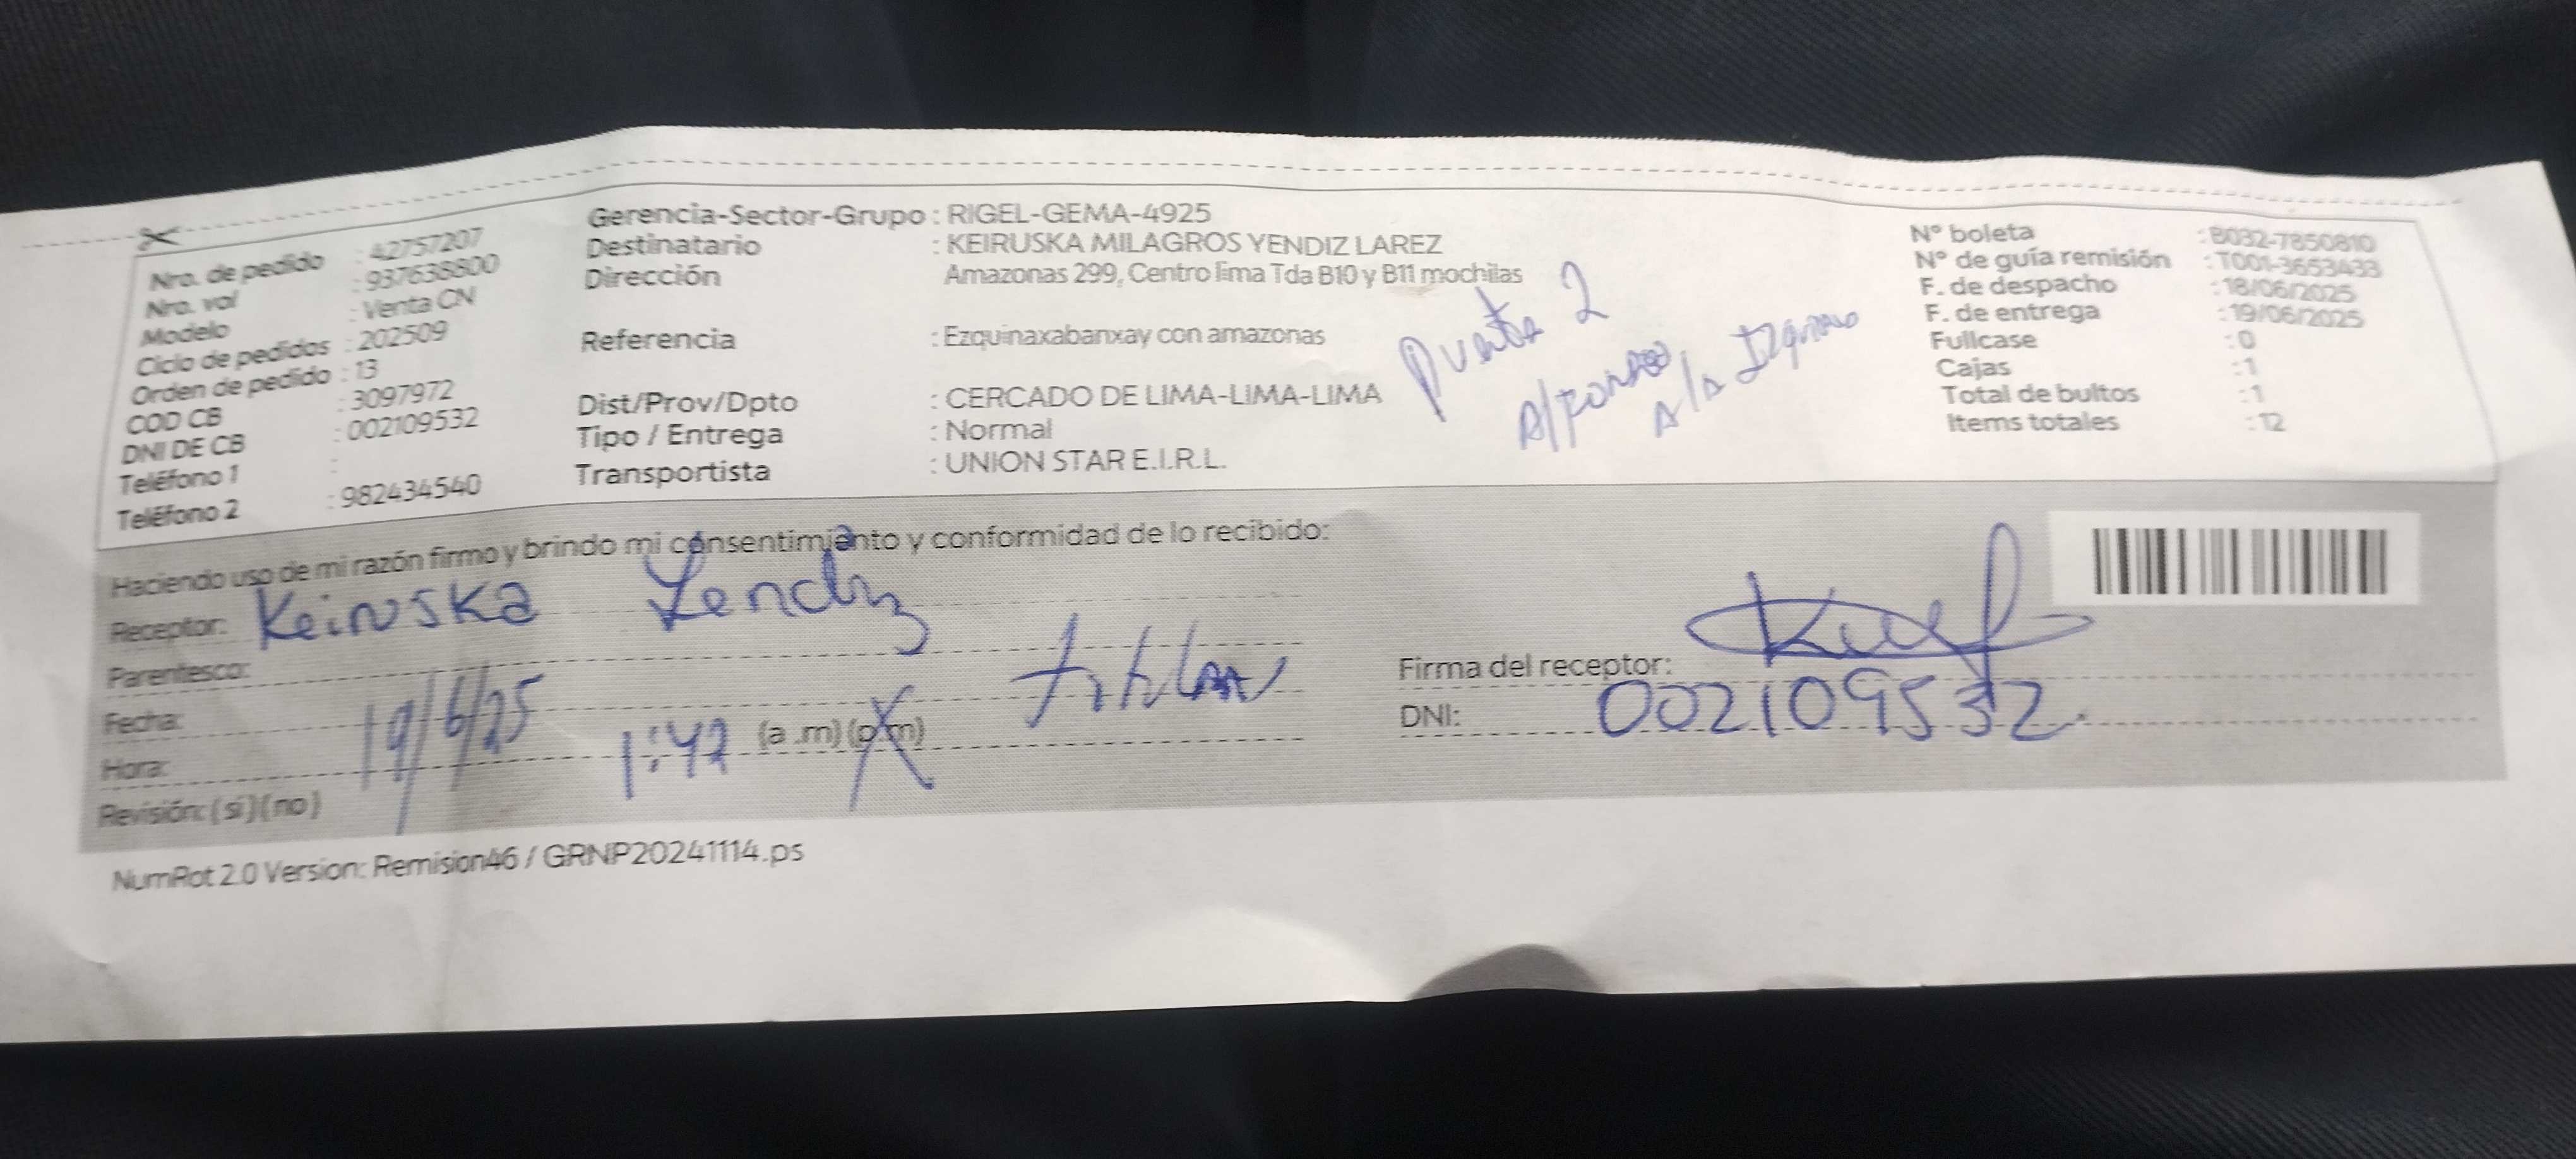 Nro. de pedido : 42757207
Nro. vol : 937638800
Modelo : Venta CN
Ciclo de pedidos : 202509
Orden de pedido : 13
COD CB : 3097972
DNI DE CB : 002109532
Teléfono 1 :
Teléfono 2 : 982434540
Gerencia-Sector-Grupo : RIGEL-GEMA-4925
Destinatario : KEIRUSKA MILAGROS YENDIZ LAREZ
Dirección Amazonas 299, Centro lima Tda B10 y B11 mochilas
Referencia : Ezquinaxabanxay con amazonas
Dist/Prov/Dpto : CERCADO DE LIMA-LIMA-LIMA
Tipo / Entrega : Normal
Transportista : UNION STAR E.I.R.L.
Puerta 2
Al fondo
A la
N° boleta : B032-7850810
N° de guía remisión : T001-3653433
F. de despacho : 18/06/2025
F. de entrega : 19/06/2025
Fullcase : 0
Cajas : 1
Total de bultos : 1
Items totales : 12
Haciendo uso de mi razón firmo y brindo mi consentimiento y conformidad de lo recibido:
Receptor: Keiruska Yendiz
Parentesco: titular
Fecha: 19/6/25
Hora: 1:47 (a .m) (p.m)
Revisión: (sí) (no)
Firma del receptor:
DNI: 002109532
NumRot 2.0 Version: Remision46 / GRNP20241114.ps